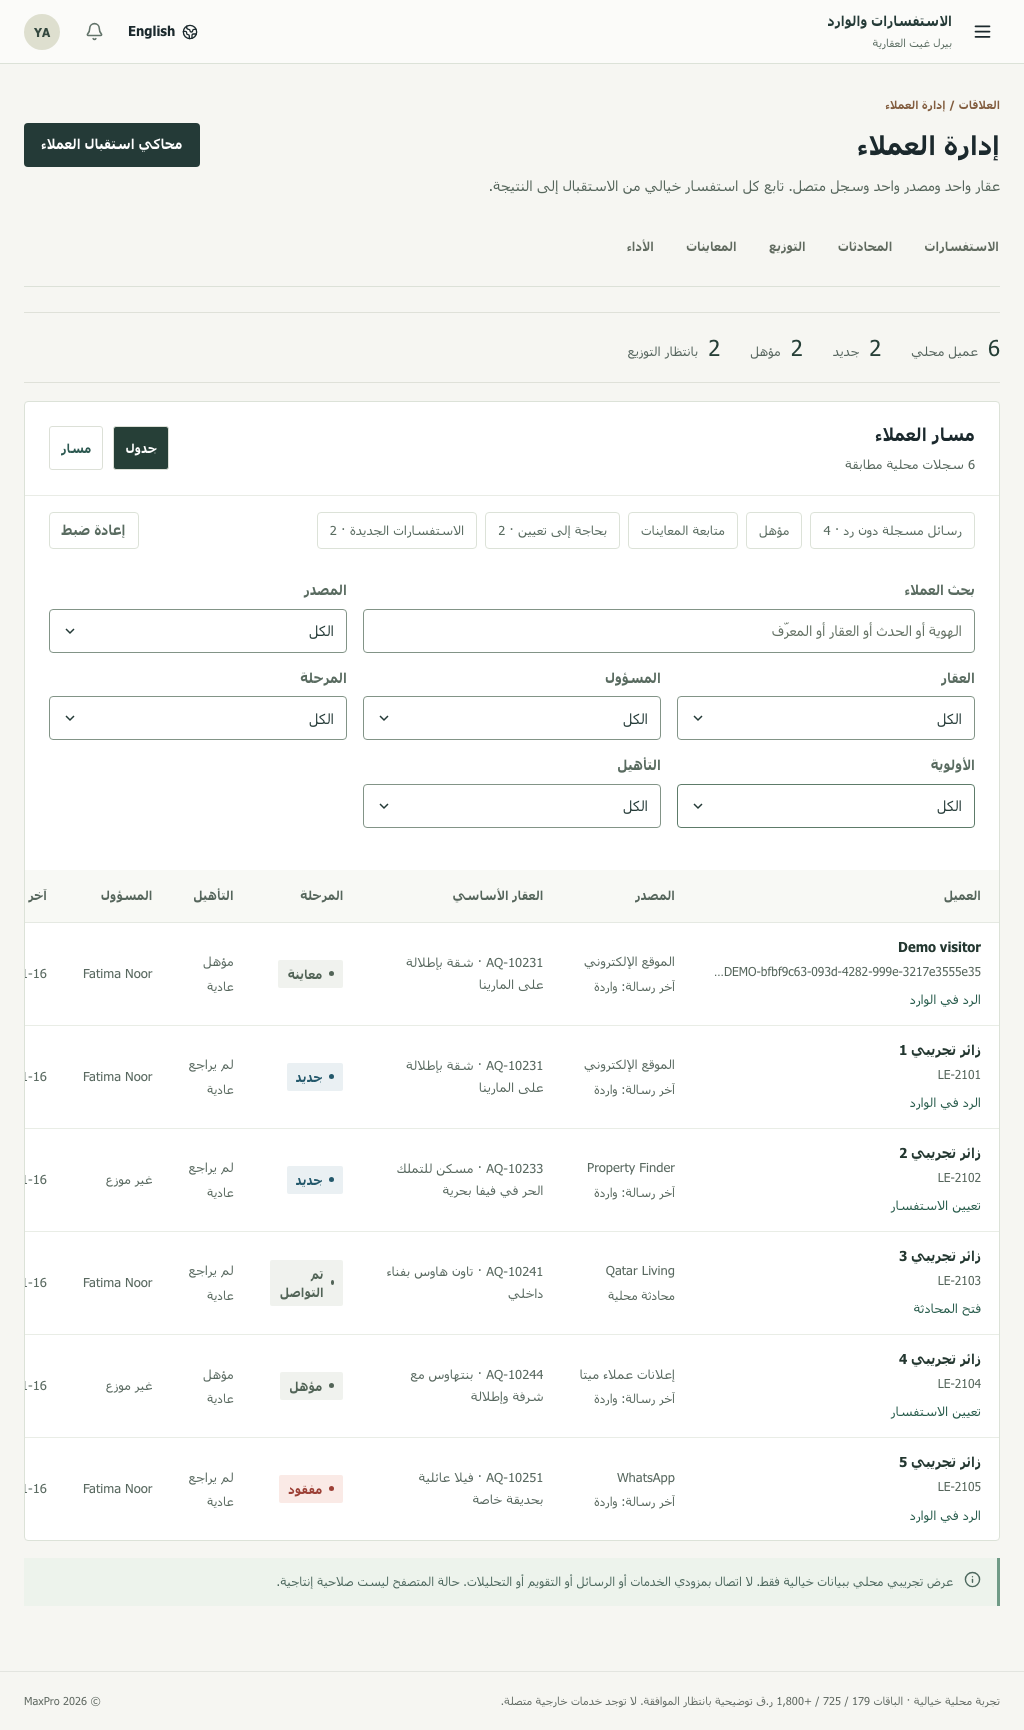 الاستفسارات والوارد
بيرل غيت العقارية
English
YA
العلاقات / إدارة العملاء
إدارة العملاء
محاكي استقبال العملاء
عقار واحد ومصدر واحد وسجل متصل. تابع كل استفسار خيالي من الاستقبال إلى النتيجة.
الاستفسارات المحادثات التوزيع المعاينات الأداء
6 عميل محلي 2 جديد 2 مؤهل 2 بانتظار التوزيع
مسار العملاء
6 سجلات محلية مطابقة
جدول مسار
رسائل مسجلة دون رد · 4 مؤهل متابعة المعاينات بحاجة إلى تعيين · 2 الاستفسارات الجديدة · 2 إعادة ضبط
بحث العملاء المصدر
الهوية أو الحدث أو العقار أو المعرّف الكل
العقار المسؤول المرحلة
الكل الكل الكل
الأولوية التأهيل
الكل الكل
العميل المصدر العقار الأساسي المرحلة التأهيل المسؤول آخر
Demo visitor
DEMO-bfbf9c63-093d-4282-999e-3217e3555e35...
الرد في الوارد
الموقع الإلكتروني
آخر رسالة: واردة
AQ-10231 · شقة بإطلالة
على المارينا
معاينة
مؤهل
عادية
Fatima Noor
1-16
زائر تجريبي 1
LE-2101
الرد في الوارد
الموقع الإلكتروني
آخر رسالة: واردة
AQ-10231 · شقة بإطلالة
على المارينا
جديد
لم يراجع
عادية
Fatima Noor
1-16
زائر تجريبي 2
LE-2102
تعيين الاستفسار
Property Finder
آخر رسالة: واردة
AQ-10233 · مسكن للتملك
الحر في فيفا بحرية
جديد
لم يراجع
عادية
غير موزع
1-16
زائر تجريبي 3
LE-2103
فتح المحادثة
Qatar Living
محادثة محلية
AQ-10241 · تاون هاوس بفناء
داخلي
تم
التواصل
لم يراجع
عادية
Fatima Noor
1-16
زائر تجريبي 4
LE-2104
تعيين الاستفسار
إعلانات عملاء ميتا
آخر رسالة: واردة
AQ-10244 · بنتهاوس مع
شرفة وإطلالة
مؤهل
مؤهل
عادية
غير موزع
1-16
زائر تجريبي 5
LE-2105
الرد في الوارد
WhatsApp
آخر رسالة: واردة
AQ-10251 · فيلا عائلية
بحديقة خاصة
مفقود
لم يراجع
عادية
Fatima Noor
1-16
عرض تجريبي محلي ببيانات خيالية فقط. لا اتصال بمزودي الخدمات أو الرسائل أو التقويم أو التحليلات. حالة المتصفح ليست صلاحية إنتاجية.
تجربة محلية خيالية · الباقات 179 / 725 / +1,800 ر.ق توضيحية بانتظار الموافقة. لا توجد خدمات خارجية متصلة.
© 2026 MaxPro